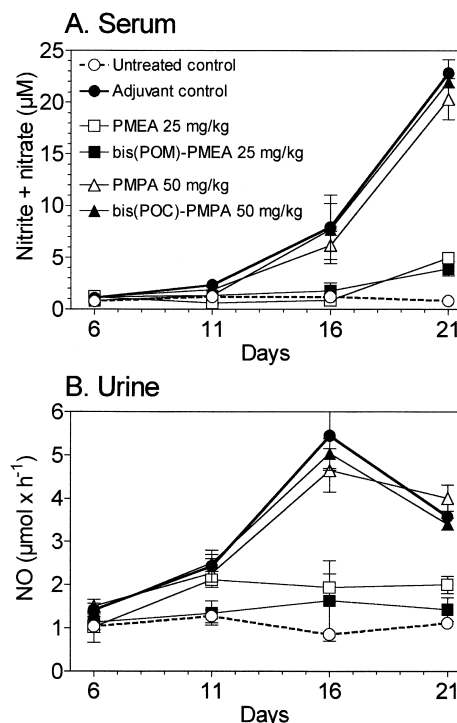 A. Serum
Nitrite + nitrate (µM)
25
20
15
10
5
0
Untreated control
Adjuvant control
PMEA 25 mg/kg
bis(POM)-PMEA 25 mg/kg
PMPA 50 mg/kg
bis(POC)-PMPA 50 mg/kg
6 11 16 21
Days
B. Urine
NO (µmol x h⁻¹)
6
5
4
3
2
1
0
6 11 16 21
Days